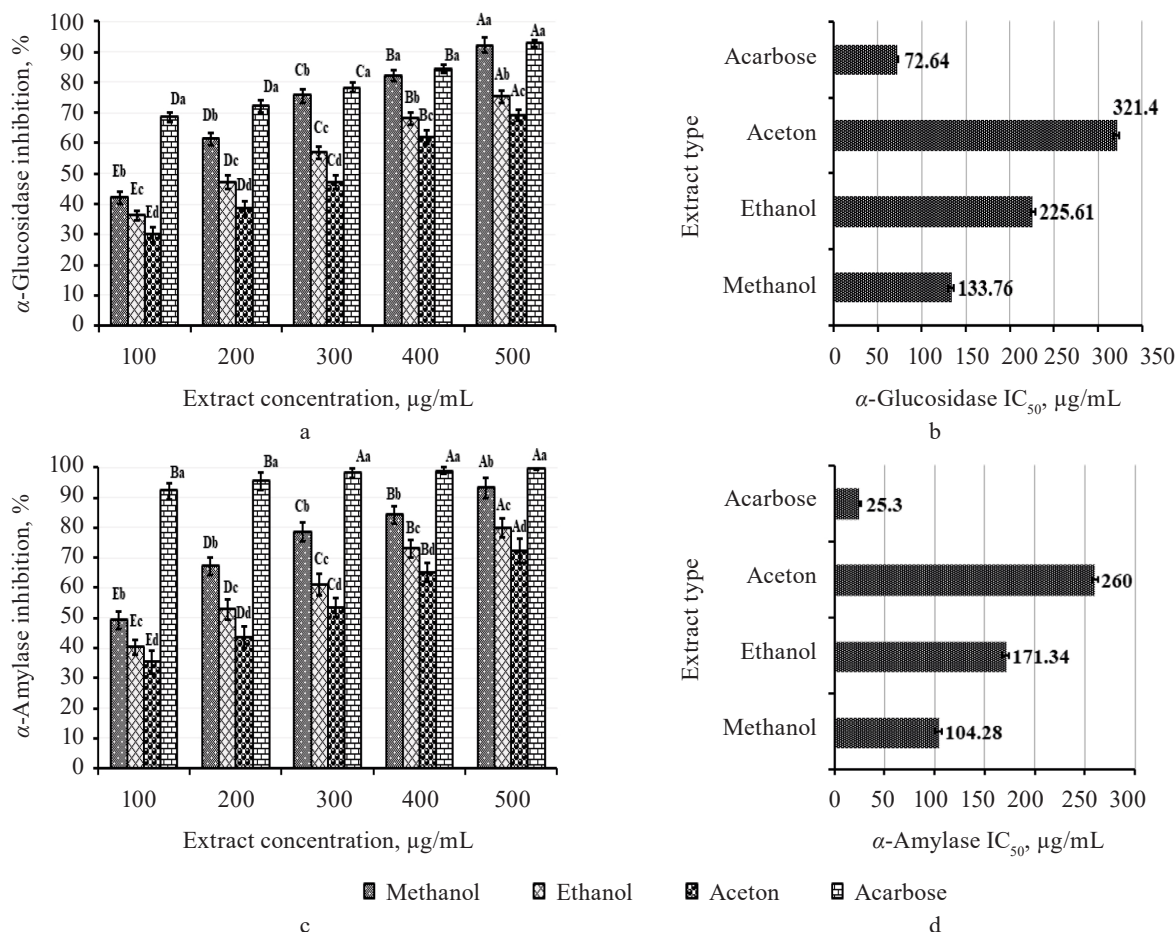 α-Glucosidase inhibition, %
100
90
80
70
60
50
40
30
20
10
0
Eb Ec Ed Da
Db Dc Dd Da
Cb Cc Cd Ca
Ba Bb Bc Ba
Aa Ab Ac Aa
100 200 300 400 500
Extract concentration, µg/mL
a
Extract type
Acarbose 72.64
Aceton 321.4
Ethanol 225.61
Methanol 133.76
0 50 100 150 200 250 300 350
α-Glucosidase IC50, µg/mL
b
α-Amylase inhibition, %
100
90
80
70
60
50
40
30
20
10
0
Eb Ec Ed Ba
Db Dc Dd Ba
Cb Cc Cd Aa
Bb Bc Bd Aa
Ab Ac Ad Aa
100 200 300 400 500
Extract concentration, µg/mL
Extract type
Acarbose 25.3
Aceton 260
Ethanol 171.34
Methanol 104.28
0 50 100 150 200 250 300
α-Amylase IC50, µg/mL
Methanol Ethanol Aceton Acarbose
c d